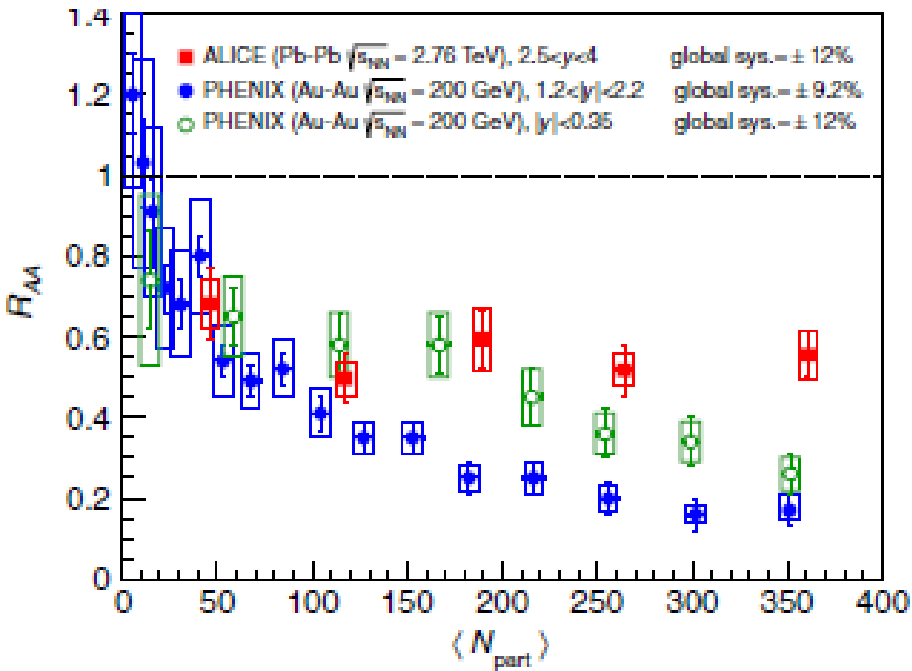 1.4
1.2
1
0.8
0.6
0.4
0.2
0
R_AA
ALICE (Pb-Pb √s_NN = 2.76 TeV), 2.5<y<4 global sys.= ± 12%
PHENIX (Au-Au √s_NN = 200 GeV), 1.2<|y|<2.2 global sys.= ± 9.2%
PHENIX (Au-Au √s_NN = 200 GeV), |y|<0.35 global sys.= ± 12%
0 50 100 150 200 250 300 350 400
⟨ N_part ⟩